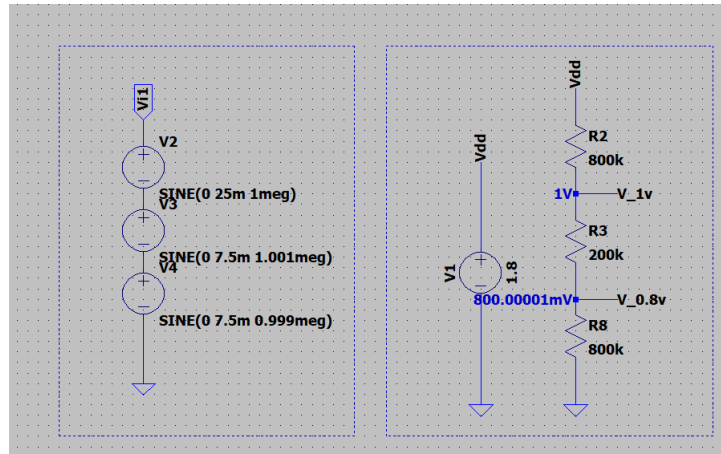 Vi1
V2
SINE(0 25m 1meg)
V3
SINE(0 7.5m 1.001meg)
V4
SINE(0 7.5m 0.999meg)
Vdd
V1
1.8
Vdd
R2
800k
1V
V_1v
R3
200k
800.00001mV
V_0.8v
R8
800k